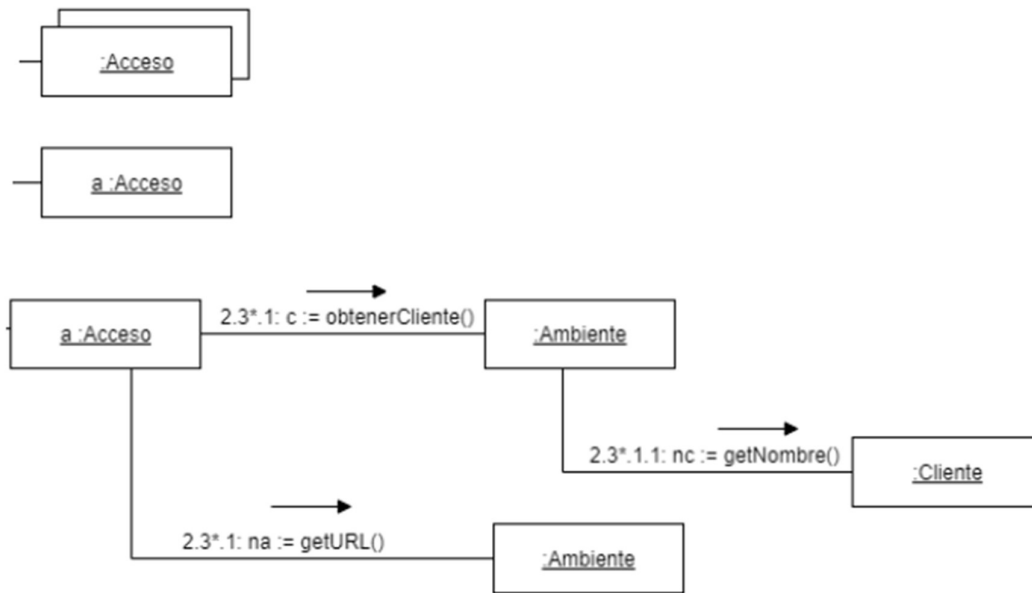 :Acceso
a :Acceso
2.3*.1: c := obtenerCliente()
a :Acceso
:Ambiente
2.3*.1.1: nc := getNombre()
:Cliente
2.3*.1: na := getURL()
:Ambiente